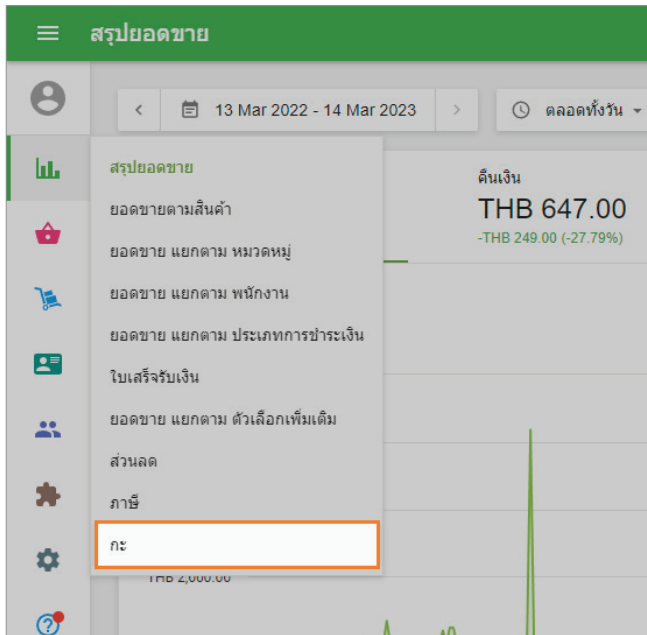 สรุปยอดขาย
13 Mar 2022 - 14 Mar 2023
ตลอดทั้งวัน
สรุปยอดขาย
ยอดขายตามสินค้า
ยอดขาย แยกตาม หมวดหมู่
ยอดขาย แยกตาม พนักงาน
ยอดขาย แยกตาม ประเภทการชำระเงิน
ใบเสร็จรับเงิน
ยอดขาย แยกตาม ตัวเลือกเพิ่มเติม
ส่วนลด
ภาษี
กะ
คืนเงิน
THB 647.00
-THB 249.00 (-27.79%)
THB 2,000.00